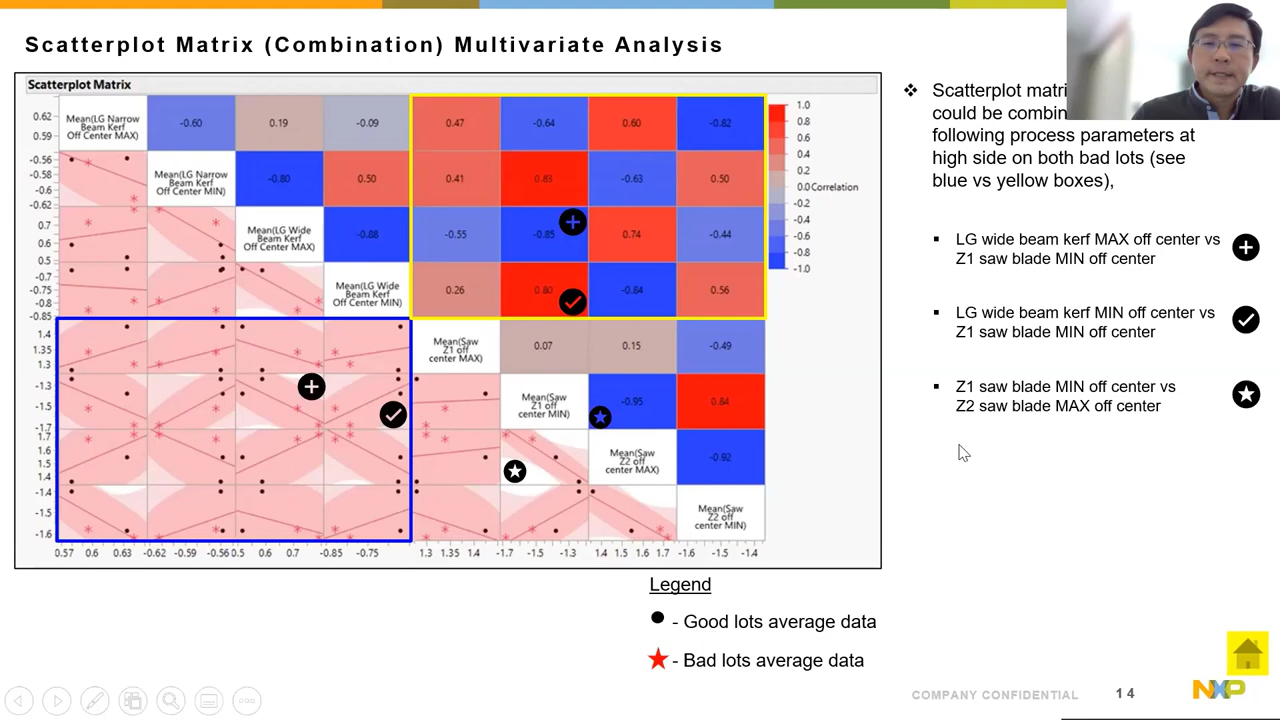 Scatterplot Matrix (Combination) Multivariate Analysis
Scatterplot Matrix
Mean(LG Narrow
Beam Kerf
Off Center MAX)
-0.60
0.19
-0.09
0.47
-0.64
0.60
-0.82
Mean(LG Narrow
Beam Kerf
Off Center MIN)
-0.80
0.50
0.41
0.83
-0.63
0.50
Mean(LG Wide
Beam Kerf
Off Center MAX)
-0.88
-0.55
-0.85
0.74
-0.44
Mean(LG Wide
Beam Kerf
Off Center MIN)
0.26
0.80
-0.84
0.56
Mean(Saw
Z1 off
center MAX)
0.07
0.15
-0.49
Mean(Saw
Z1 off
center MIN)
-0.95
0.84
Mean(Saw
Z2 off
center MAX)
-0.92
Mean(Saw
Z2 off
center MIN)
0.62
0.59
-0.56
-0.58
-0.6
-0.62
0.7
0.6
0.5
-0.7
-0.75
-0.8
-0.85
1.4
1.35
1.3
-1.3
-1.5
-1.7
1.7
1.6
1.5
1.4
-1.4
-1.5
-1.6
0.57 0.6 0.63 -0.62 -0.59 -0.56 0.5 0.6 0.7 -0.85 -0.75 1.3 1.35 1.4 -1.7 -1.5 -1.3 1.4 1.5 1.6 1.7 -1.6 -1.5 -1.4
1.0
0.8
0.6
0.4
0.2
0.0 Correlation
-0.2
-0.4
-0.6
-0.8
-1.0
Scatterplot matri
could be combin
following process parameters at
high side on both bad lots (see
blue vs yellow boxes),
LG wide beam kerf MAX off center vs
Z1 saw blade MIN off center
LG wide beam kerf MIN off center vs
Z1 saw blade MIN off center
Z1 saw blade MIN off center vs
Z2 saw blade MAX off center
Legend
- Good lots average data
- Bad lots average data
COMPANY CONFIDENTIAL 14
NXP